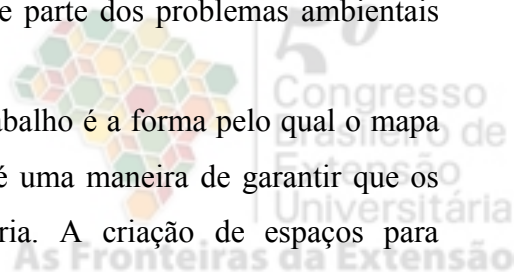 e parte dos problemas ambientais
5º
Congresso
abalho é a forma pelo qual o mapa
Brasileiro de
é uma maneira de garantir que os
Extensão
Universitária
ria. A criação de espaços para
As Fronteiras da Extensão